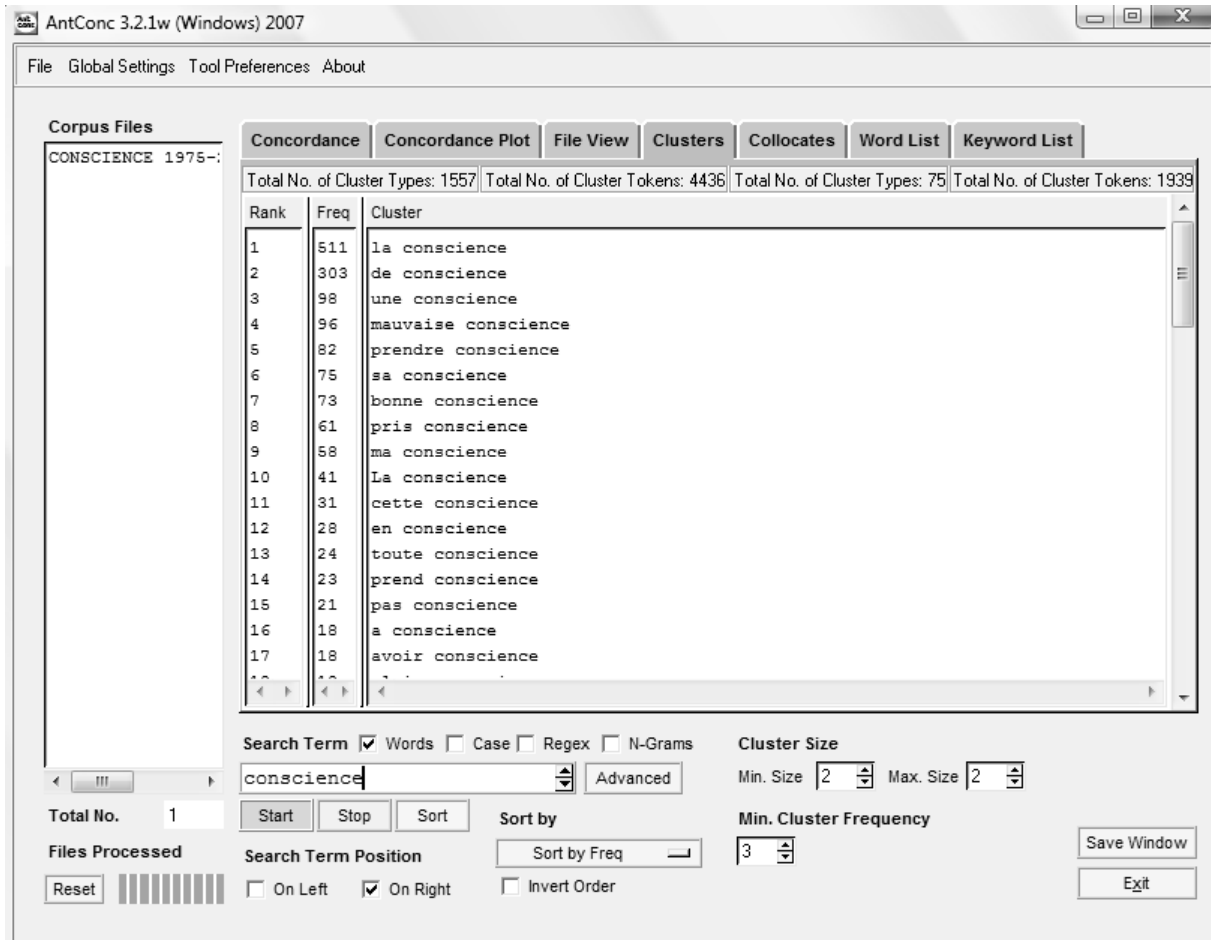 AntConc 3.2.1w (Windows) 2007
File Global Settings Tool Preferences About
Corpus Files
CONSCIENCE 1975-
Concordance Concordance Plot File View Clusters Collocates Word List Keyword List
Total No. of Cluster Types: 1557 Total No. of Cluster Tokens: 4436 Total No. of Cluster Types: 75 Total No. of Cluster Tokens: 1939
Rank Freq Cluster
1 511 la conscience
2 303 de conscience
3 98 une conscience
4 96 mauvaise conscience
5 82 prendre conscience
6 75 sa conscience
7 73 bonne conscience
8 61 pris conscience
9 58 ma conscience
10 41 La conscience
11 31 cette conscience
12 28 en conscience
13 24 toute conscience
14 23 prend conscience
15 21 pas conscience
16 18 a conscience
17 18 avoir conscience
Search Term Words Case Regex N-Grams
conscience Advanced
Start Stop Sort
Search Term Position
On Left On Right
Sort by
Sort by Freq
Invert Order
Cluster Size
Min. Size 2 Max. Size 2
Min. Cluster Frequency
3
Total No. 1
Files Processed
Reset
Save Window
Exit